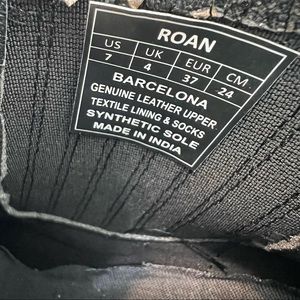 ROAN
US UK EUR CM
7 4 37 24
BARCELONA
GENUINE LEATHER UPPER
TEXTILE LINING & SOCKS
SYNTHETIC SOLE
MADE IN INDIA